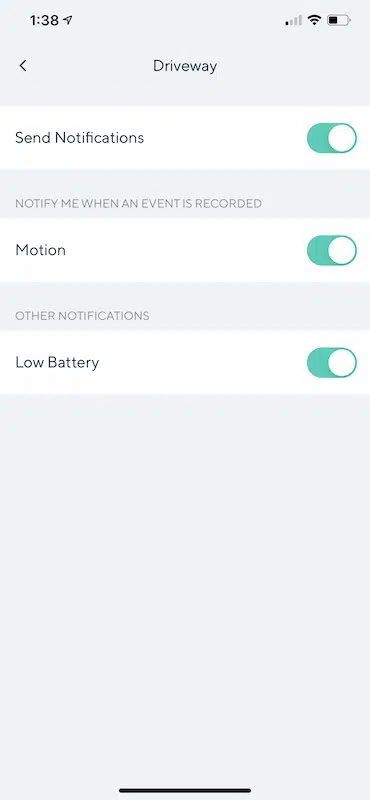 1:38
Driveway
Send Notifications
NOTIFY ME WHEN AN EVENT IS RECORDED
Motion
OTHER NOTIFICATIONS
Low Battery